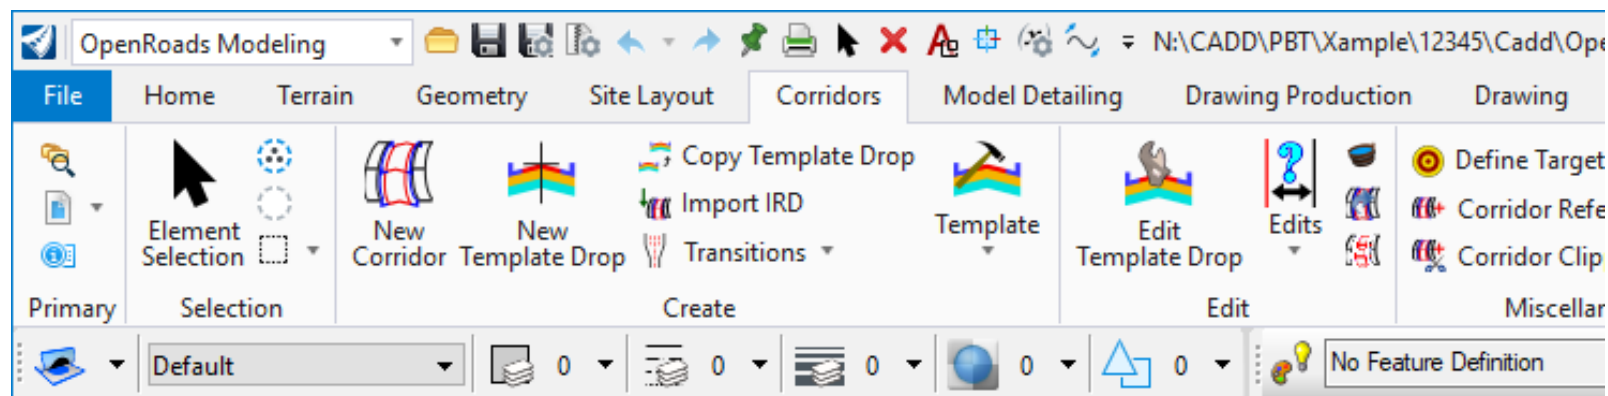 OpenRoads Modeling N:\CADD\PBT\Xample\12345\Cadd\Ope
File Home Terrain Geometry Site Layout Corridors Model Detailing Drawing Production Drawing
Element
Selection
New
Corridor
New
Template Drop
Copy Template Drop
Import IRD
Transitions
Template
Edit
Template Drop
Edits
Define Target
Corridor Refe
Corridor Clip
Primary Selection Create Edit Miscellan
Default 0 0 0 0 0 No Feature Definition